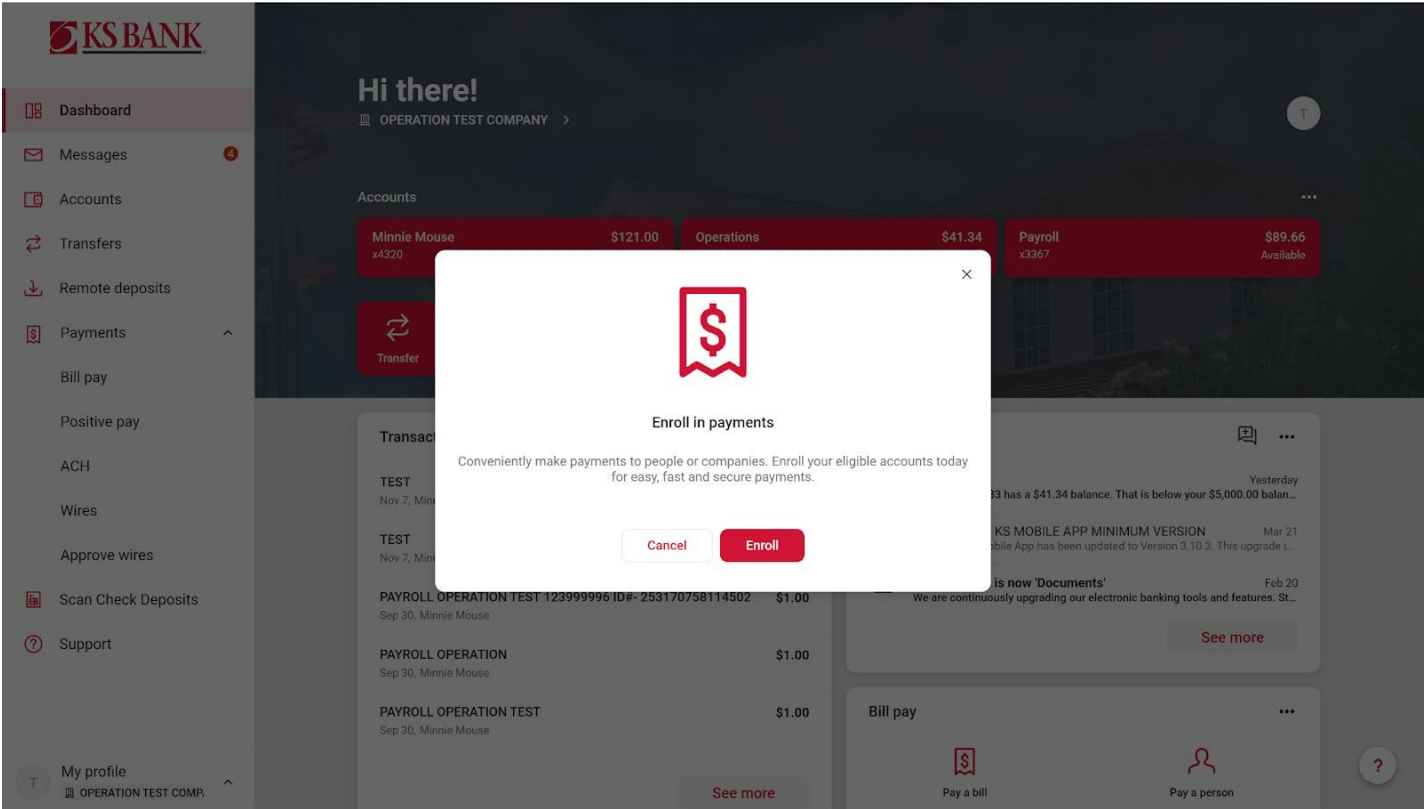 KS BANK
Dashboard
Messages
4
Accounts
Transfers
Remote deposits
Payments
Bill pay
Positive pay
ACH
Wires
Approve wires
Scan Check Deposits
Support
T
My profile
OPERATION TEST COMP.
Hi there!
OPERATION TEST COMPANY
T
Accounts
Minnie Mouse $121.00
x4320
Operations $41.34
Payroll $89.66
x3367 Available
Transfer
$
Enroll in payments
Conveniently make payments to people or companies. Enroll your eligible accounts today
for easy, fast and secure payments.
Cancel
Enroll
Transact
TEST
Nov 7, Minn
TEST
Nov 7, Minn
PAYROLL OPERATION TEST 123999996 ID#- 253170758114502 $1.00
Sep 30, Minnie Mouse
PAYROLL OPERATION $1.00
Sep 30, Minnie Mouse
PAYROLL OPERATION TEST $1.00
Sep 30, Minnie Mouse
See more
Yesterday
33 has a $41.34 balance. That is below your $5,000.00 balan...
KS MOBILE APP MINIMUM VERSION Mar 21
bile App has been updated to Version 3.10.3. This upgrade i...
is now 'Documents' Feb 20
We are continuously upgrading our electronic banking tools and features. St...
See more
Bill pay
Pay a bill
Pay a person
?